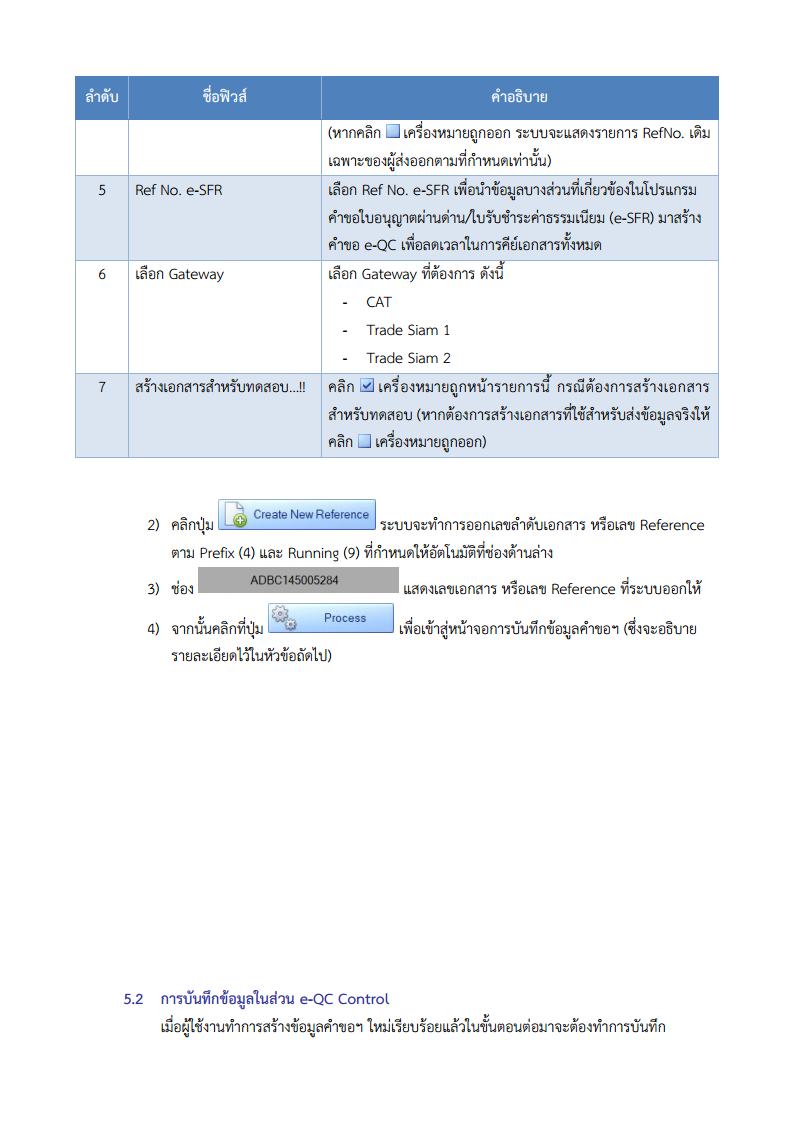 ลำดับ ชื่อฟิวส์ คำอธิบาย
(หากคลิก เครื่องหมายถูกออก ระบบจะแสดงรายการ RefNo. เดิม
เฉพาะของผู้ส่งออกตามที่กำหนดเท่านั้น)
5 Ref No. e-SFR เลือก Ref No. e-SFR เพื่อนำข้อมูลบางส่วนที่เกี่ยวข้องในโปรแกรม
คำขอใบอนุญาตผ่านด่าน/ใบรับชำระค่าธรรมเนียม (e-SFR) มาสร้าง
คำขอ e-QC เพื่อลดเวลาในการคีย์เอกสารทั้งหมด
6 เลือก Gateway เลือก Gateway ที่ต้องการ ดังนี้
- CAT
- Trade Siam 1
- Trade Siam 2
7 สร้างเอกสารสำหรับทดสอบ...!! คลิก เครื่องหมายถูกหน้ารายการนี้ กรณีต้องการสร้างเอกสาร
สำหรับทดสอบ (หากต้องการสร้างเอกสารที่ใช้สำหรับส่งข้อมูลจริงให้
คลิก เครื่องหมายถูกออก)
2) คลิกปุ่ม Create New Reference ระบบจะทำการออกเลขลำดับเอกสาร หรือเลข Reference
ตาม Prefix (4) และ Running (9) ที่กำหนดให้อัตโนมัติที่ช่องด้านล่าง
3) ช่อง ADBC145005284 แสดงเลขเอกสาร หรือเลข Reference ที่ระบบออกให้
4) จากนั้นคลิกที่ปุ่ม Process เพื่อเข้าสู่หน้าจอการบันทึกข้อมูลคำขอฯ (ซึ่งจะอธิบาย
รายละเอียดไว้ในหัวข้อถัดไป)
5.2 การบันทึกข้อมูลในส่วน e-QC Control
เมื่อผู้ใช้งานทำการสร้างข้อมูลคำขอฯ ใหม่เรียบร้อยแล้วในขั้นตอนต่อมาจะต้องทำการบันทึก